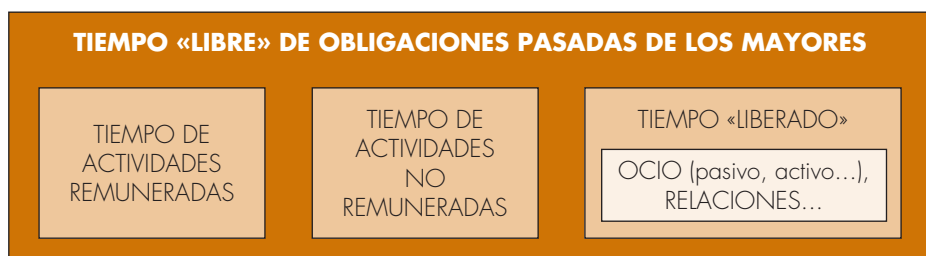 TIEMPO «LIBRE» DE OBLIGACIONES PASADAS DE LOS MAYORES
TIEMPO DE
ACTIVIDADES
REMUNERADAS
TIEMPO DE
ACTIVIDADES
NO
REMUNERADAS
TIEMPO «LIBERADO»
OCIO (pasivo, activo...),
RELACIONES...